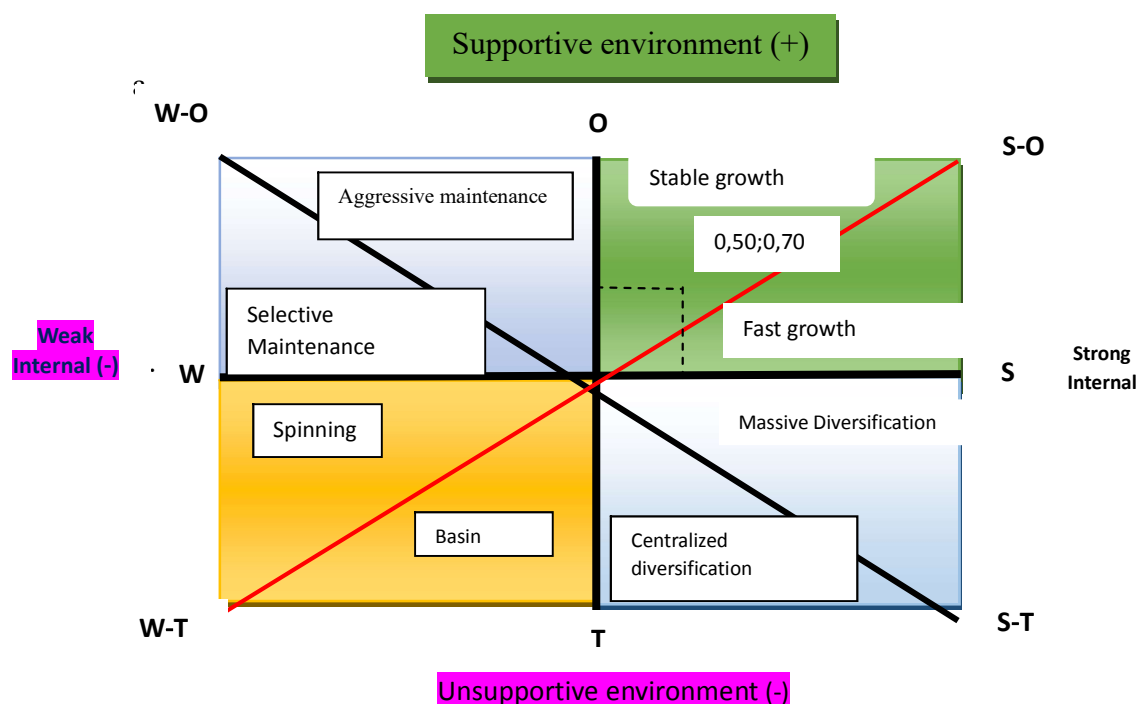 Supportive environment (+)
W-O
O
S-O
Stable growth
Aggressive maintenance
0,50;0,70
Selective
Maintenance
Fast growth
Weak
Internal (-)
W
S
Strong
Internal
Spinning
Massive Diversification
Basin
Centralized
diversification
W-T
T
S-T
Unsupportive environment (-)